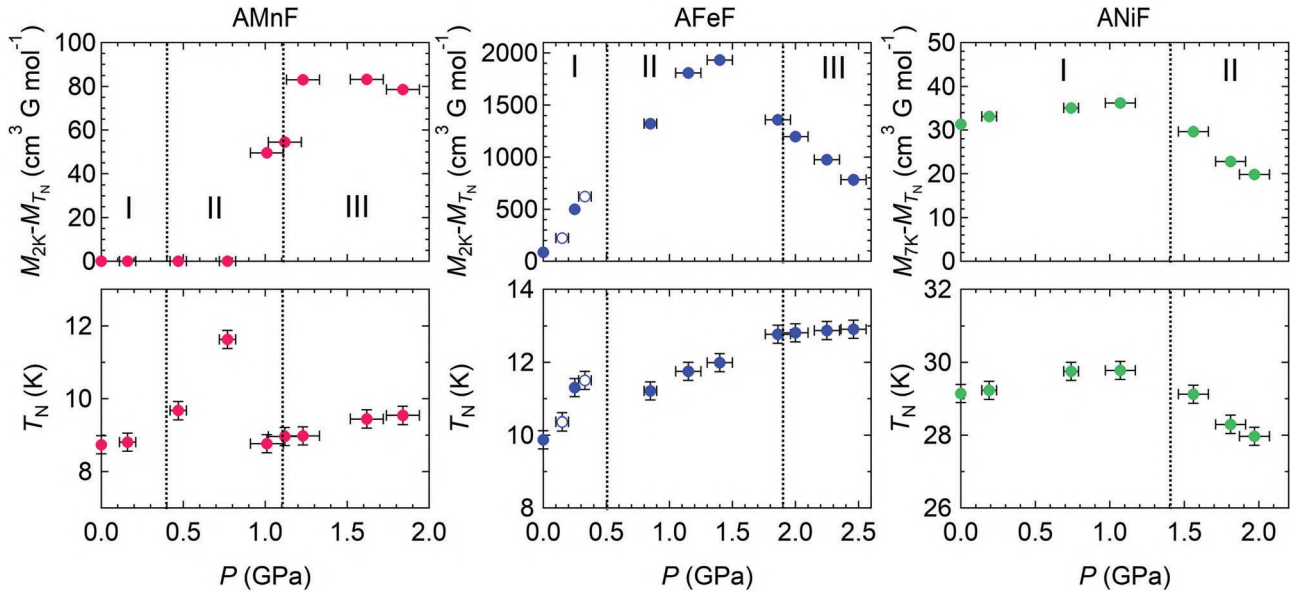 AMnF
AFeF
ANiF
M2K-MTN (cm3 G mol-1)
100
80
60
40
20
0
I
II
III
M2K-MTN (cm3 G mol-1)
2000
1500
1000
500
0
I
II
III
M7K-MTN (cm3 G mol-1)
50
40
30
20
10
0
I
II
TN (K)
12
10
8
0.0 0.5 1.0 1.5 2.0
P (GPa)
TN (K)
14
12
10
8
0.0 0.5 1.0 1.5 2.0 2.5
P (GPa)
TN (K)
32
30
28
26
0.0 0.5 1.0 1.5 2.0
P (GPa)